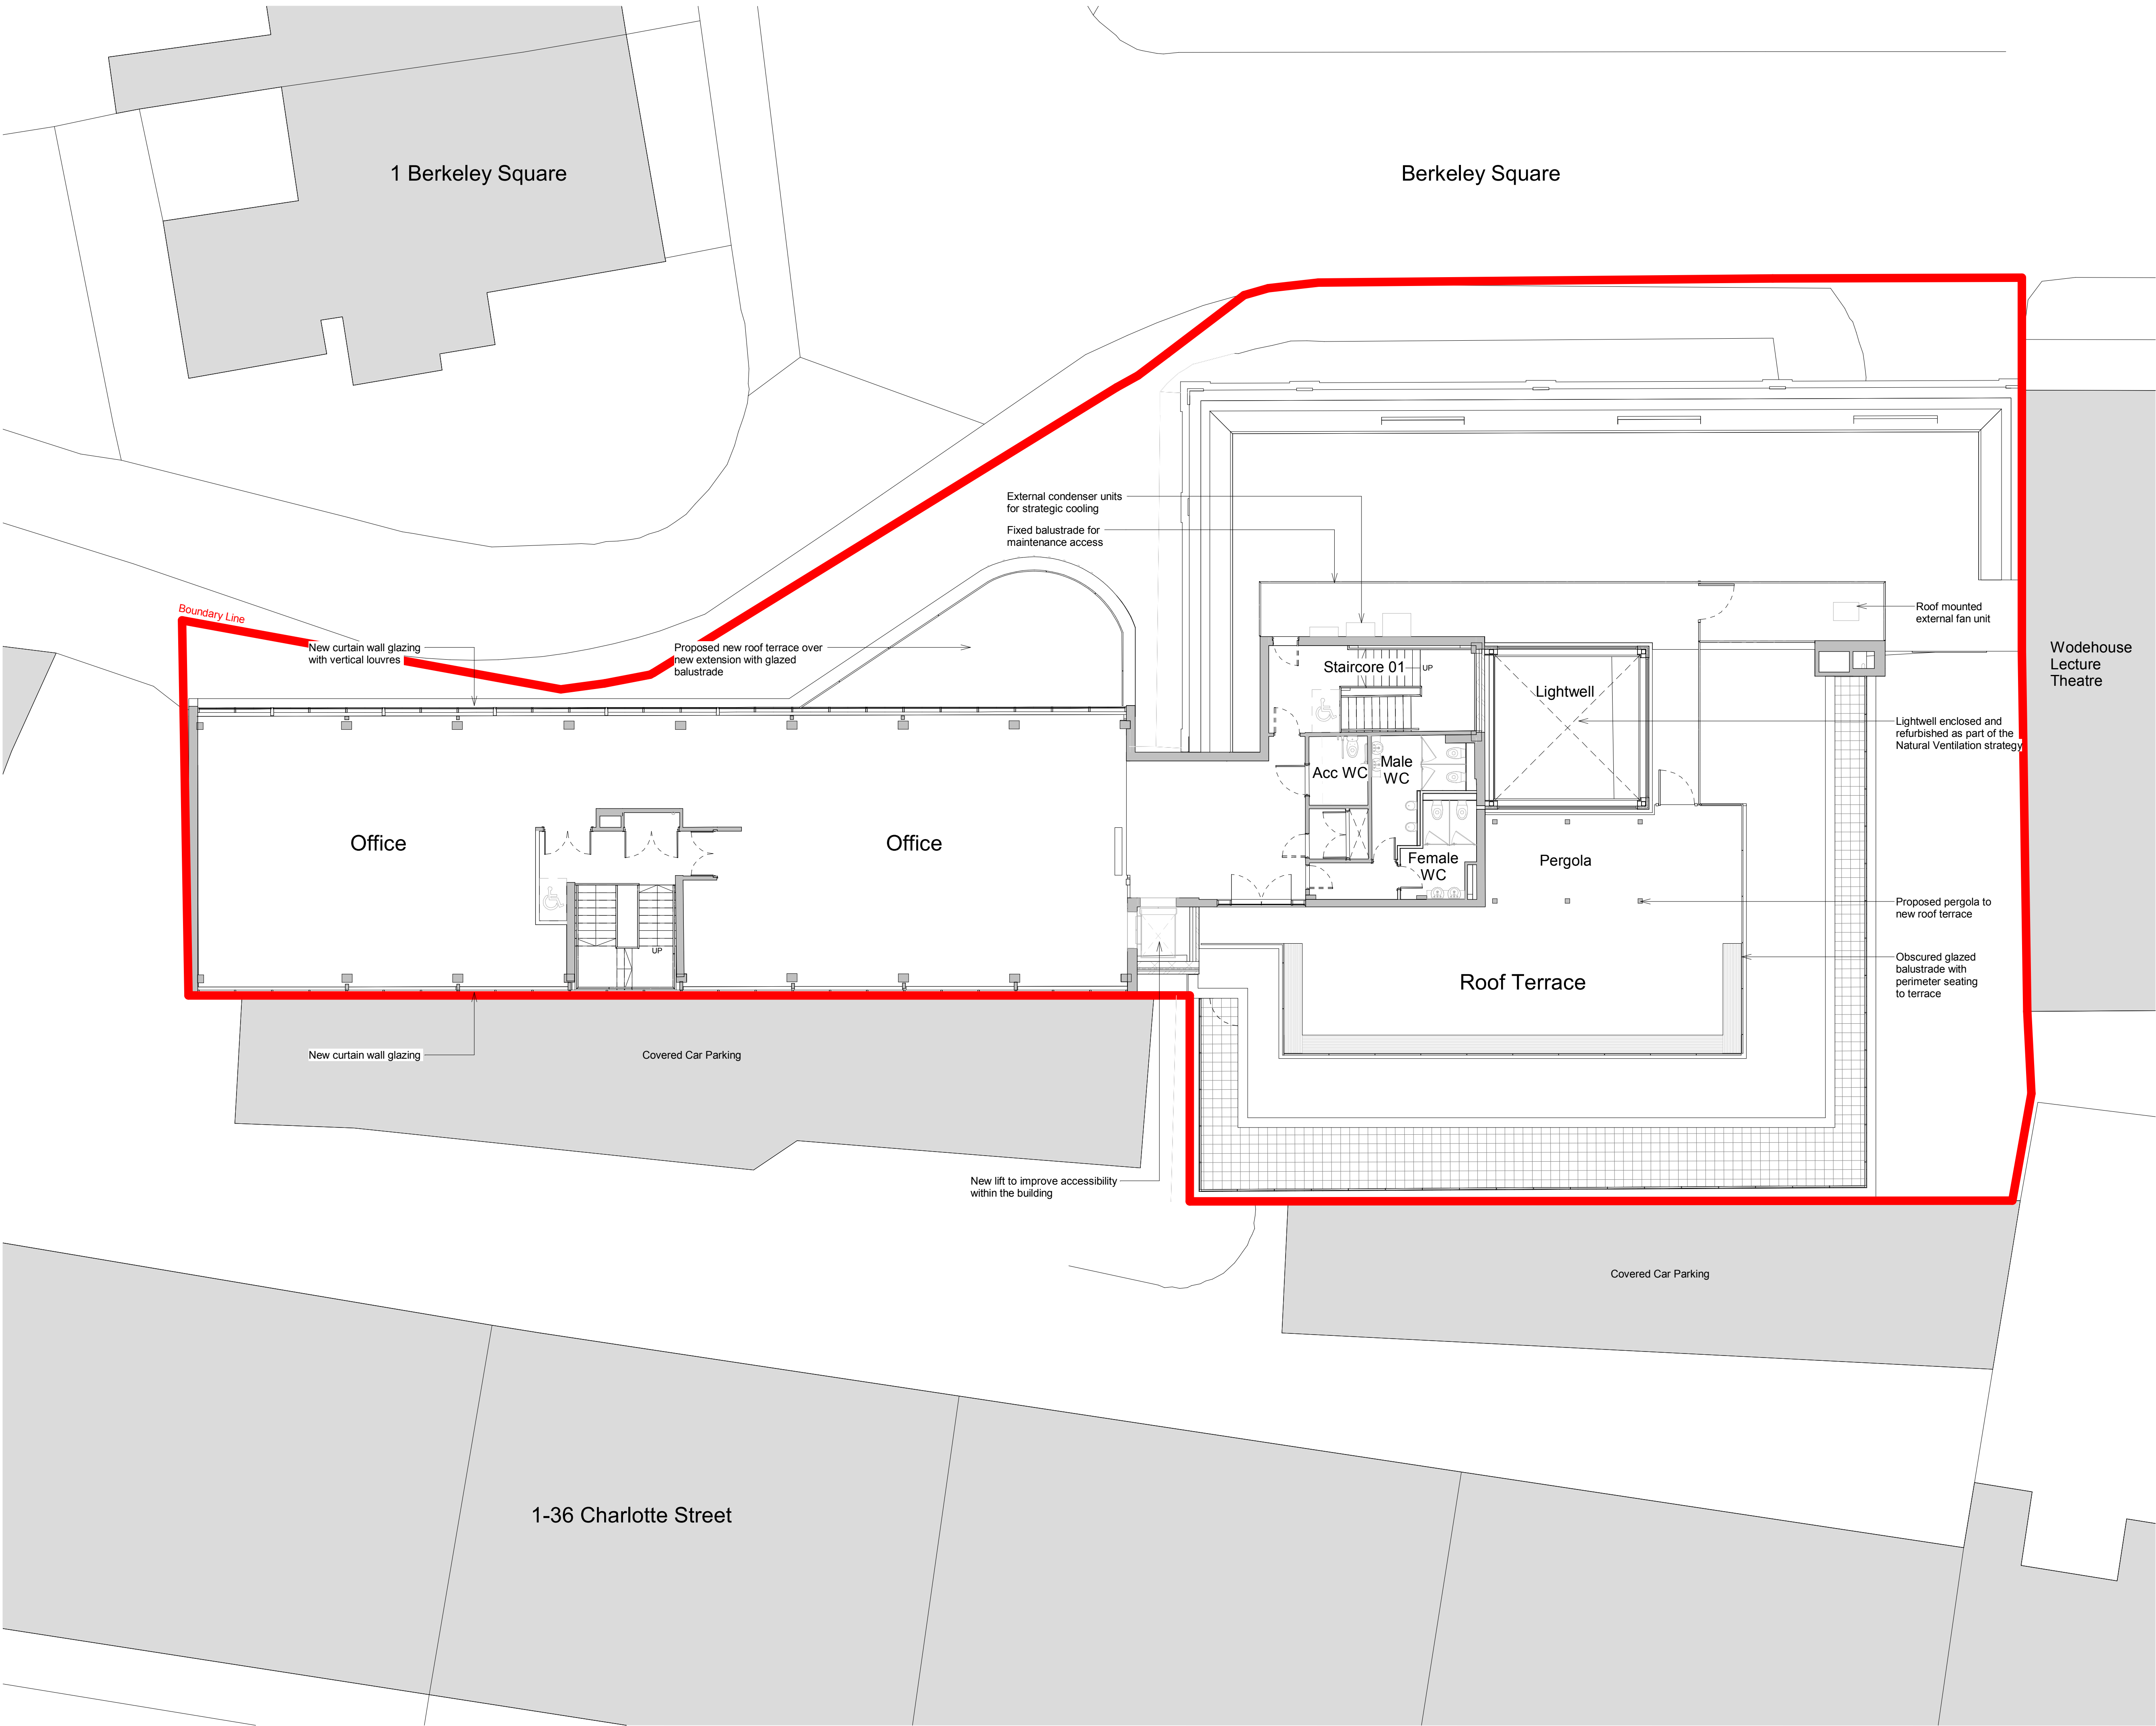 1 Berkeley Square
Berkeley Square
External condenser units
for strategic cooling
Fixed balustrade for
maintenance access
Boundary Line
New curtain wall glazing
with vertical louvres
Proposed new roof terrace over
new extension with glazed
balustrade
Roof mounted
external fan unit
Wodehouse
Lecture
Theatre
Staircore 01
UP
Lightwell
Lightwell enclosed and
refurbished as part of the
Natural Ventilation strategy
Acc WC
Male
WC
Office
Office
Female
WC
Pergola
Proposed pergola to
new roof terrace
UP
Obscured glazed
balustrade with
perimeter seating
to terrace
Roof Terrace
New curtain wall glazing
Covered Car Parking
New lift to improve accessibility
within the building
Covered Car Parking
1-36 Charlotte Street